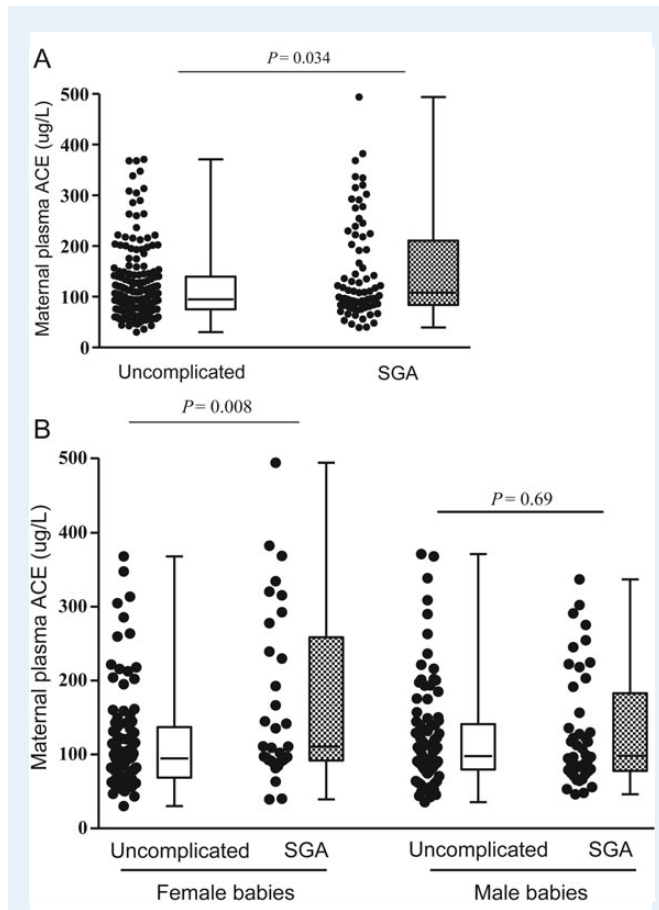 A
P = 0.034
Maternal plasma ACE (ug/L)
500
400
300
200
100
0
Uncomplicated SGA
B
P = 0.008
P = 0.69
Maternal plasma ACE (ug/L)
500
400
300
200
100
0
Uncomplicated SGA Uncomplicated SGA
Female babies Male babies